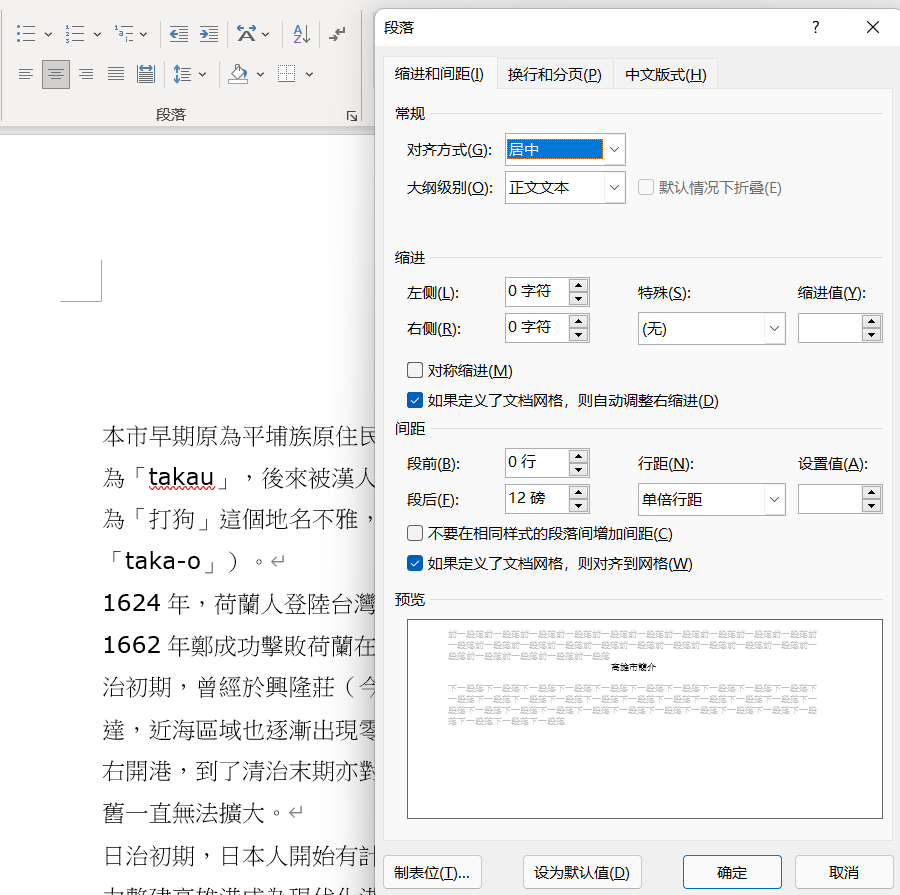 段落
段落
?
缩进和间距(I)
换行和分页(P)
中文版式(H)
常规
对齐方式(G):
居中
大纲级别(O):
正文文本
默认情况下折叠(E)
缩进
左侧(L):
0 字符
特殊(S):
缩进值(Y):
右侧(R):
0 字符
(无)
对称缩进(M)
如果定义了文档网格，则自动调整右缩进(D)
间距
段前(B):
0 行
行距(N):
设置值(A):
段后(F):
12 磅
单倍行距
不要在相同样式的段落间增加间距(C)
如果定义了文档网格，则对齐到网格(W)
预览
前一段落前一段落前一段落前一段落前一段落前一段落前一段落前一段落前一段落前一段落前
一段落前一段落前一段落前一段落前一段落前一段落前一段落前一段落前一段落前一段落前一
段落前一段落前一段落前一段落前一段落
高雄市簡介
下一段落下一段落下一段落下一段落下一段落下一段落下一段落下一段落下一段落下一段落下
一段落下一段落下一段落下一段落下一段落下一段落下一段落下一段落下一段落下一段落下一
段落下一段落下一段落下一段落下一段落下一段落下一段落下一段落下一段落下一段落下一段
落下一段落下一段落下一段落
制表位(T)...
设为默认值(D)
确定
取消
本市早期原為平埔族原住民
為「takau」，後來被漢人
為「打狗」這個地名不雅，
「taka-o」）。
1624 年，荷蘭人登陸台灣
1662 年鄭成功擊敗荷蘭在
治初期，曾經於興隆莊（今
達，近海區域也逐漸出現零
右開港，到了清治末期亦對
舊一直無法擴大。
日治初期，日本人開始有計